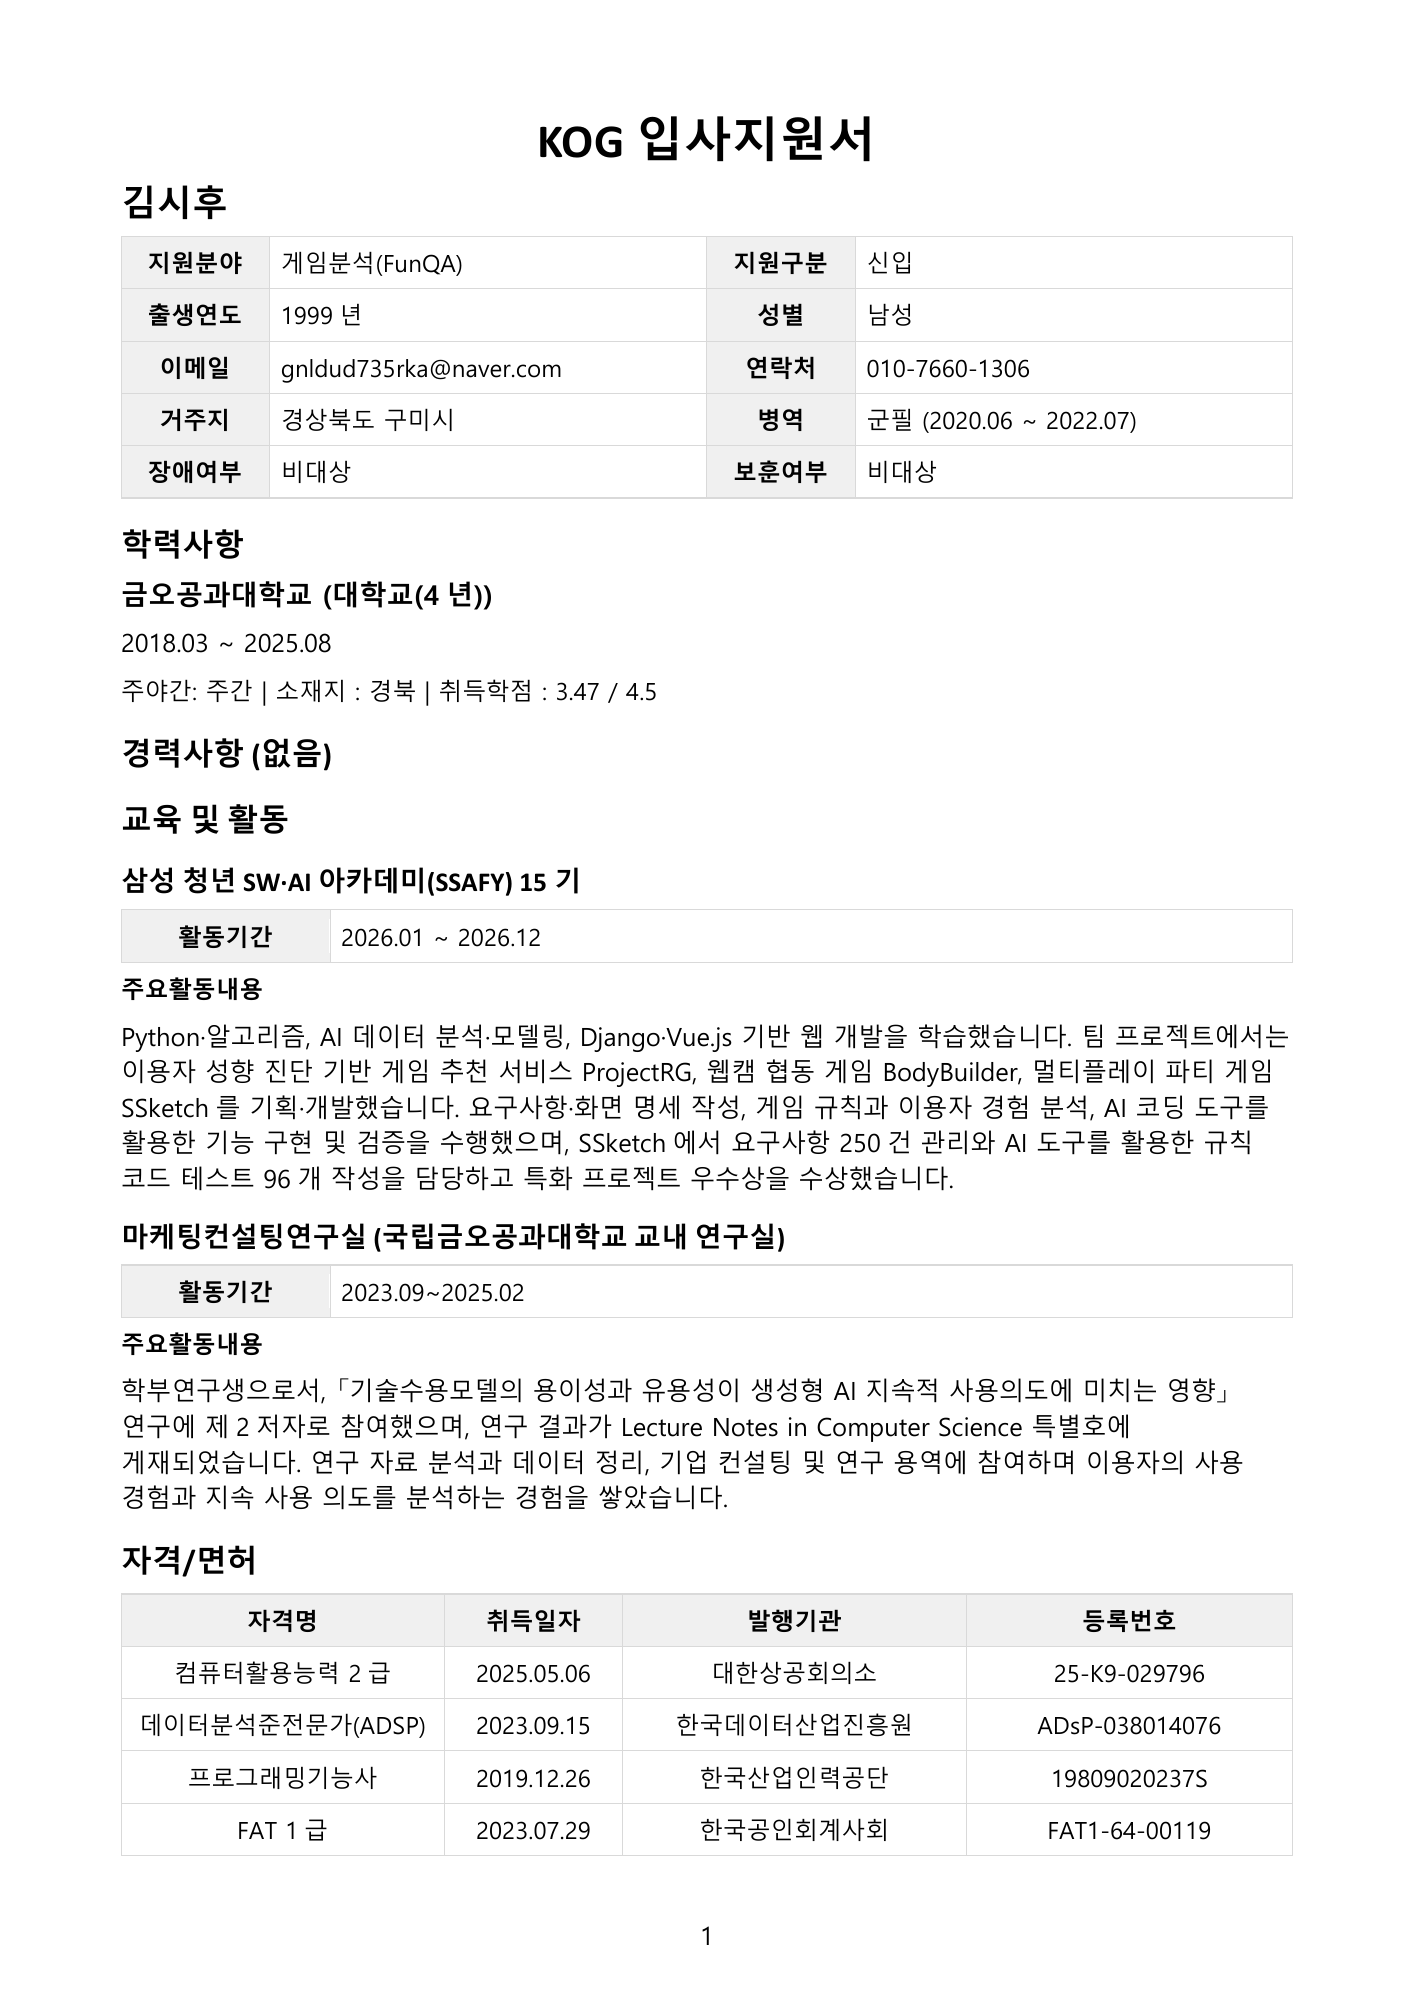 KOG 입사지원서
김시후
지원분야 게임분석(FunQA) 지원구분 신입
출생연도 1999 년 성별 남성
이메일 gnldud735rka@naver.com 연락처 010-7660-1306
거주지 경상북도 구미시 병역 군필 (2020.06 ~ 2022.07)
장애여부 비대상 보훈여부 비대상
학력사항
금오공과대학교 (대학교(4 년))
2018.03 ~ 2025.08
주야간: 주간 | 소재지 : 경북 | 취득학점 : 3.47 / 4.5
경력사항 (없음)
교육 및 활동
삼성 청년 SW·AI 아카데미(SSAFY) 15 기
활동기간 2026.01 ~ 2026.12
주요활동내용
Python·알고리즘, AI 데이터 분석·모델링, Django·Vue.js 기반 웹 개발을 학습했습니다. 팀 프로젝트에서는
이용자 성향 진단 기반 게임 추천 서비스 ProjectRG, 웹캠 협동 게임 BodyBuilder, 멀티플레이 파티 게임
SSketch 를 기획·개발했습니다. 요구사항·화면 명세 작성, 게임 규칙과 이용자 경험 분석, AI 코딩 도구를
활용한 기능 구현 및 검증을 수행했으며, SSketch 에서 요구사항 250 건 관리와 AI 도구를 활용한 규칙
코드 테스트 96 개 작성을 담당하고 특화 프로젝트 우수상을 수상했습니다.
마케팅컨설팅연구실 (국립금오공과대학교 교내 연구실)
활동기간 2023.09~2025.02
주요활동내용
학부연구생으로서, 「기술수용모델의 용이성과 유용성이 생성형 AI 지속적 사용의도에 미치는 영향」
연구에 제 2 저자로 참여했으며, 연구 결과가 Lecture Notes in Computer Science 특별호에
게재되었습니다. 연구 자료 분석과 데이터 정리, 기업 컨설팅 및 연구 용역에 참여하며 이용자의 사용
경험과 지속 사용 의도를 분석하는 경험을 쌓았습니다.
자격/면허
자격명 취득일자 발행기관 등록번호
컴퓨터활용능력 2 급 2025.05.06 대한상공회의소 25-K9-029796
데이터분석준전문가(ADSP) 2023.09.15 한국데이터산업진흥원 ADsP-038014076
프로그래밍기능사 2019.12.26 한국산업인력공단 19809020237S
FAT 1 급 2023.07.29 한국공인회계사회 FAT1-64-00119
1